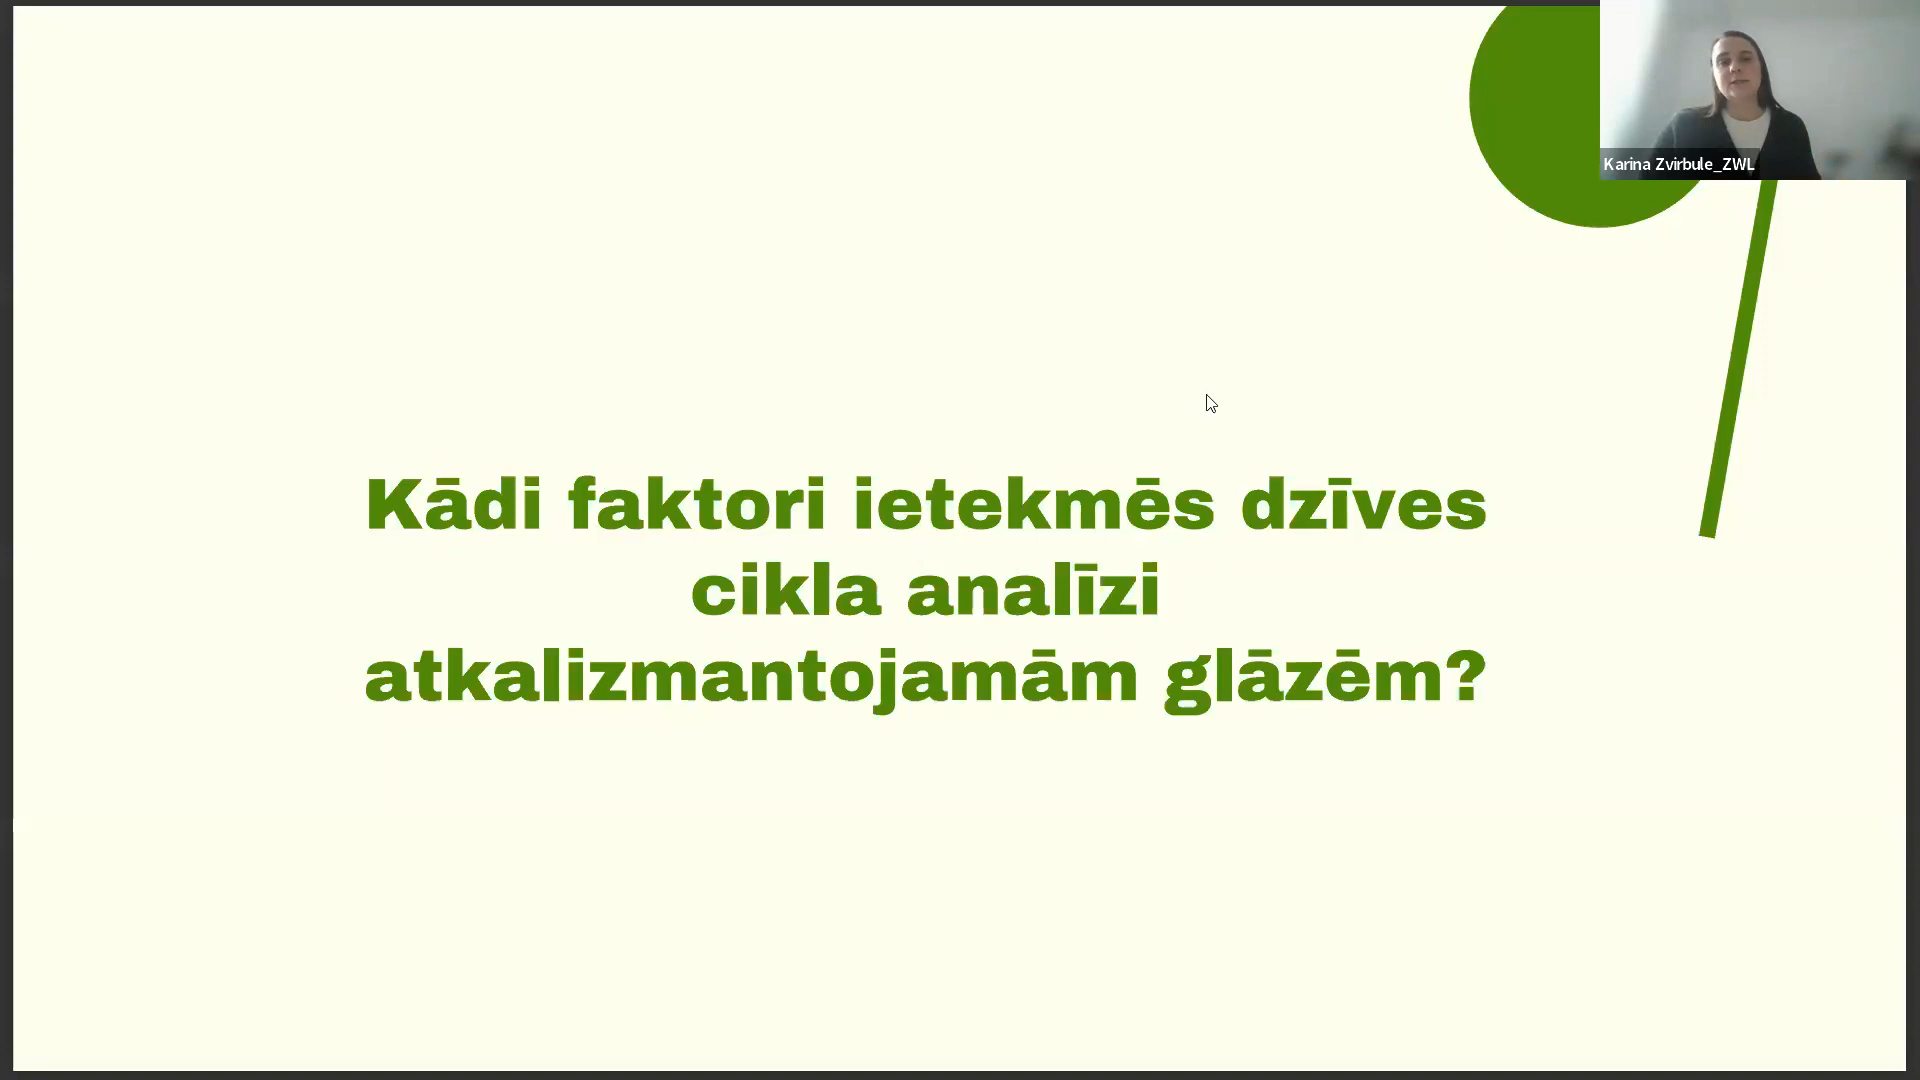 Karina Zvirbule_ZWL
Kādi faktori ietekmēs dzīves
cikla analīzi
atkalizmantojamām glāzēm?